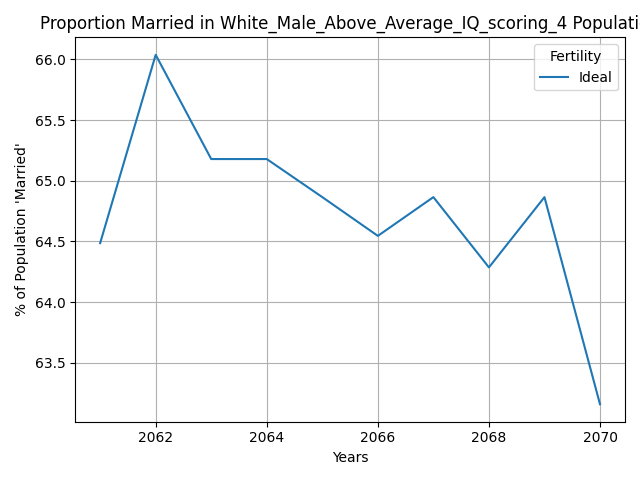 Proportion Married in White_Male_Above_Average_IQ_scoring_4 Populati
Fertility
Ideal
66.0
65.5
65.0
64.5
64.0
63.5
% of Population 'Married'
2062 2064 2066 2068 2070
Years